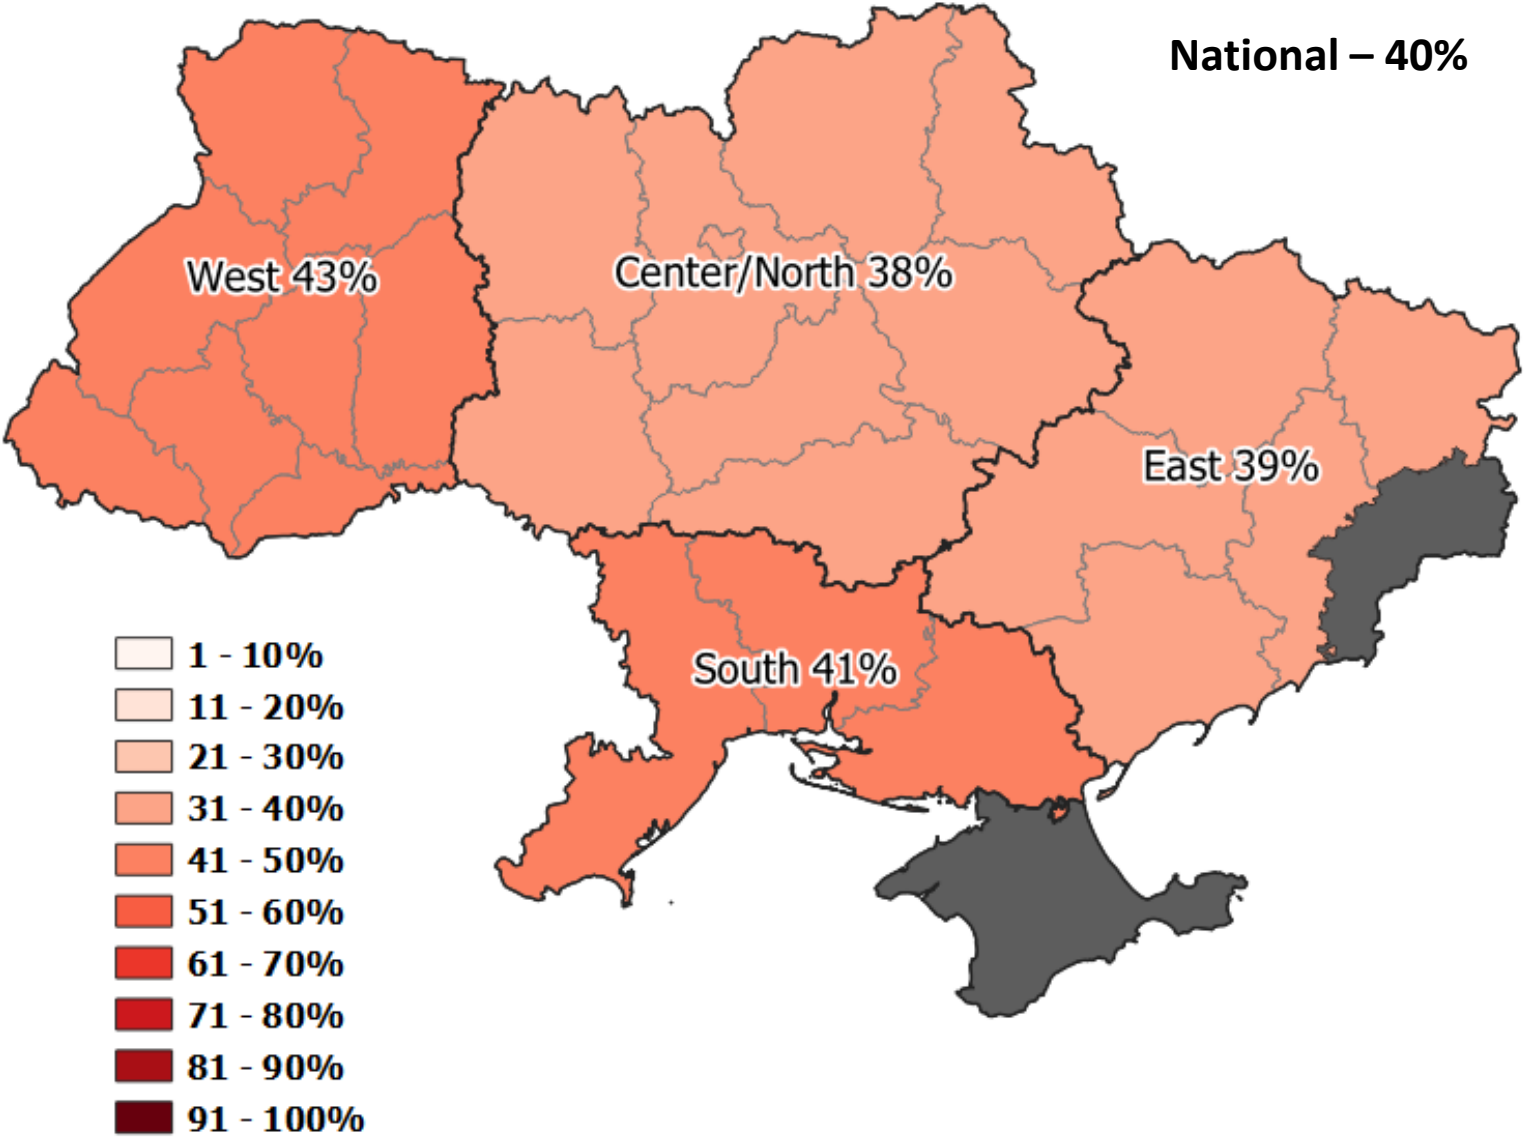 National – 40%
West 43%
Center/North 38%
East 39%
South 41%
1 - 10%
11 - 20%
21 - 30%
31 - 40%
41 - 50%
51 - 60%
61 - 70%
71 - 80%
81 - 90%
91 - 100%